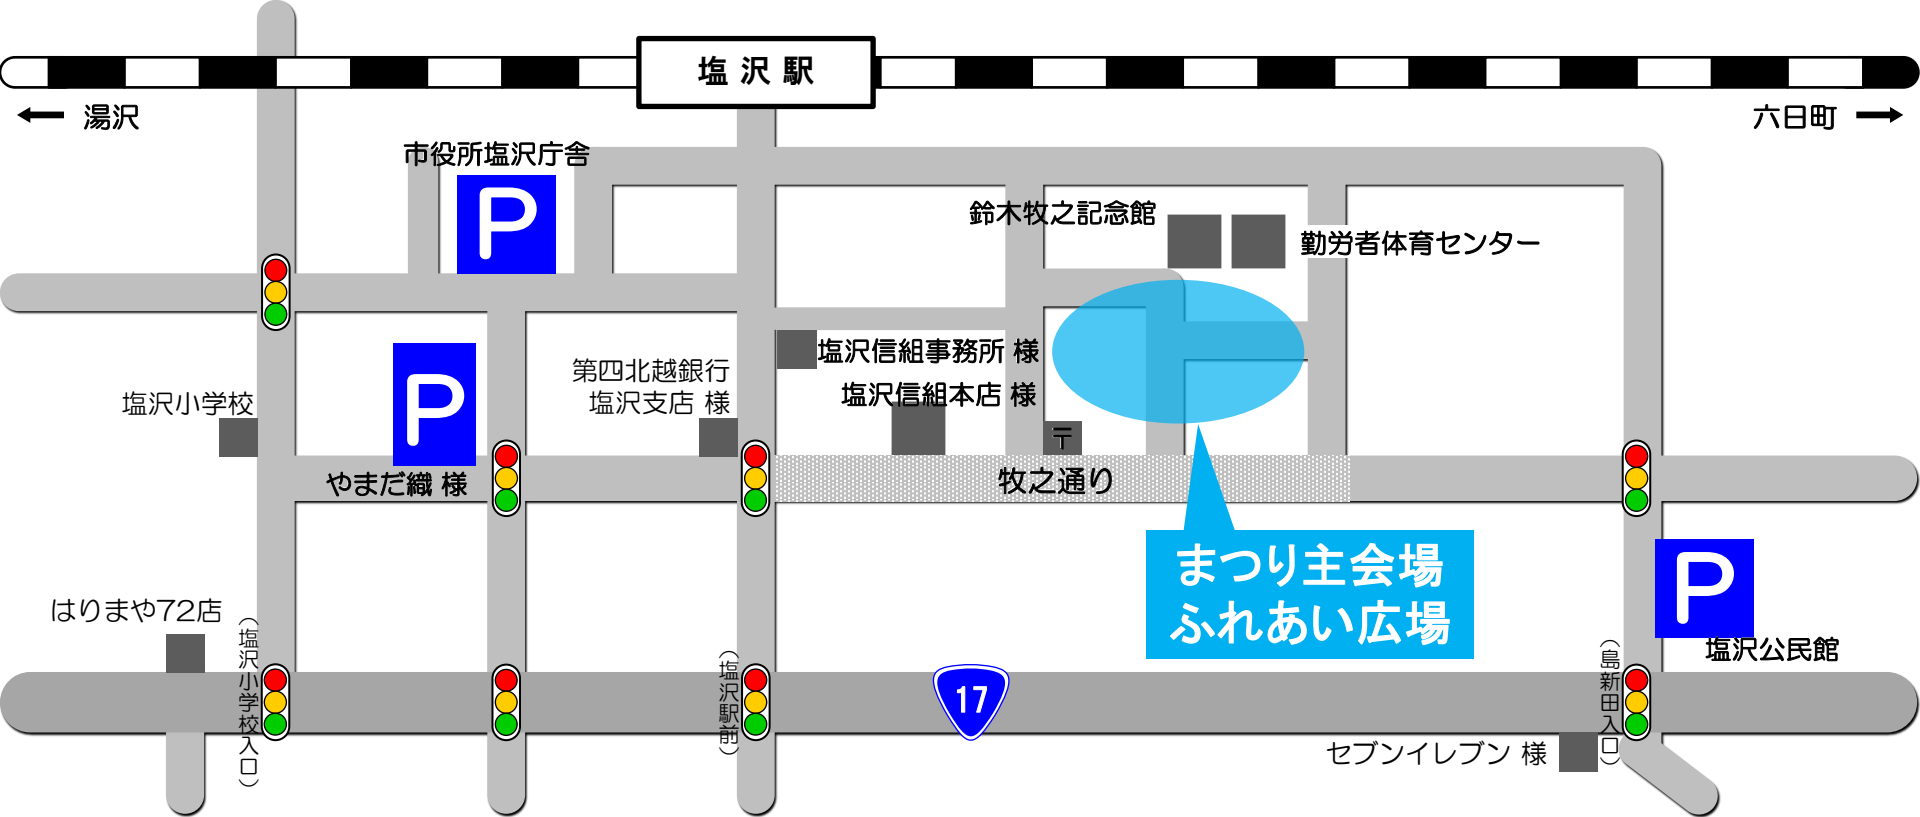 塩沢駅
湯沢
六日町
市役所塩沢庁舎
P
鈴木牧之記念館
勤労者体育センター
塩沢信組事務所 様
第四北越銀行
塩沢支店 様
塩沢信組本店 様
塩沢小学校
P
〒
やまだ織 様
牧之通り
まつり主会場
ふれあい広場
P
はりまや72店
(塩沢小学校入口)
(塩沢駅前)
(島新田入口)
塩沢公民館
17
セブンイレブン 様